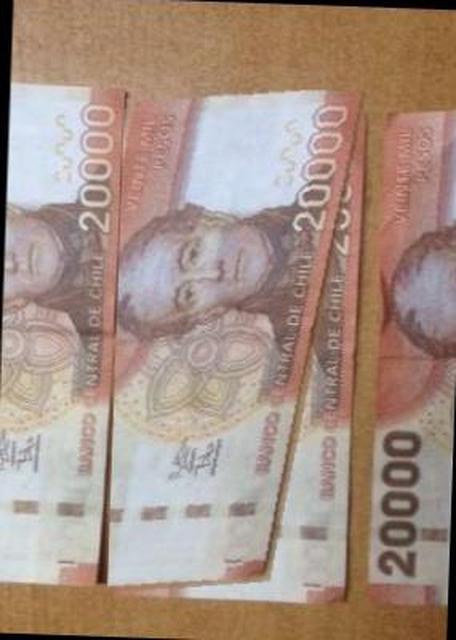 20000
BANCO CENTRAL DE CHILE
VEINTE MIL
PESOS
20000
BANCO CENTRAL DE CHILE
BANCO CENTRAL DE CHILE
VEINTE MIL
PESOS
20000